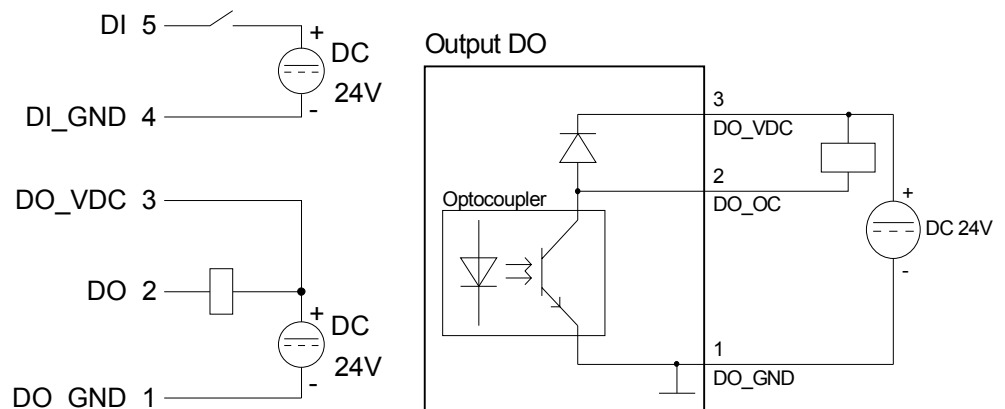 DI 5
+
DC
24V
-
DI_GND 4
DO_VDC 3
DO 2
+
DC
24V
-
DO_GND 1
Output DO
3
DO_VDC
2
DO_OC
Optocoupler
+
DC 24V
-
1
DO_GND